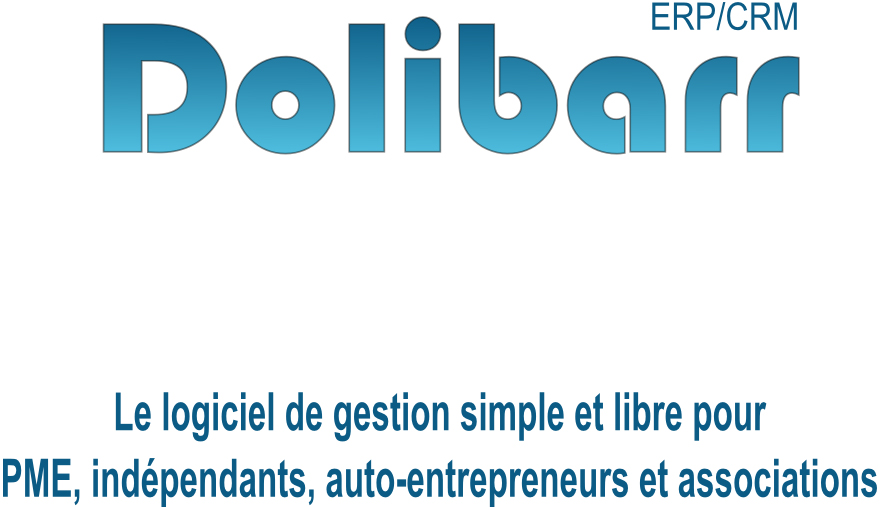 ERP/CRM
Dolibarr
Le logiciel de gestion simple et libre pour
PME, indépendants, auto-entrepreneurs et associations